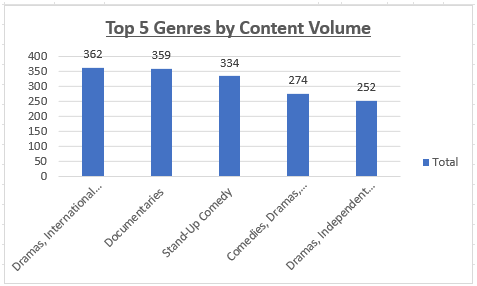 Top 5 Genres by Content Volume
400
350
300
250
200
150
100
50
0
362
359
334
274
252
Dramas, International...
Documentaries
Stand-Up Comedy
Comedies, Dramas,...
Dramas, Independent...
Total